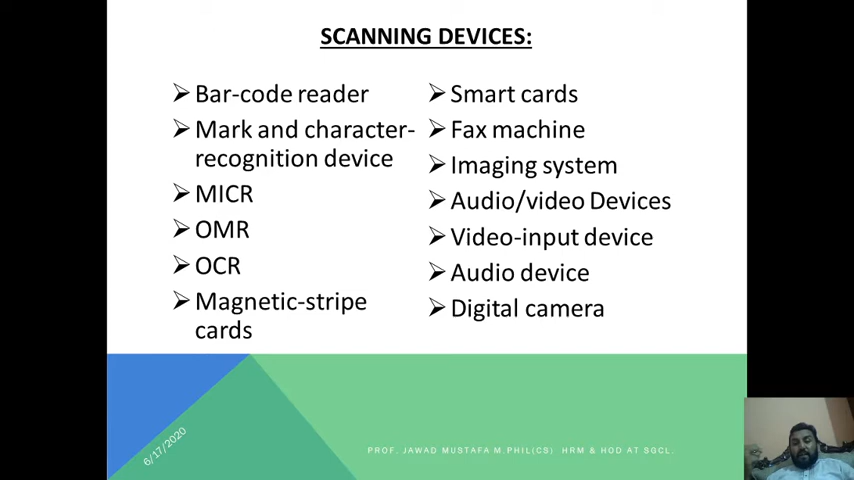 SCANNING DEVICES:
Bar-code reader
Mark and character-
recognition device
MICR
OMR
OCR
Magnetic-stripe
cards
Smart cards
Fax machine
Imaging system
Audio/video Devices
Video-input device
Audio device
Digital camera
6/17/2020
PROF. JAWAD MUSTAFA M.PHIL(CS) HRM & HOD AT SGCL.